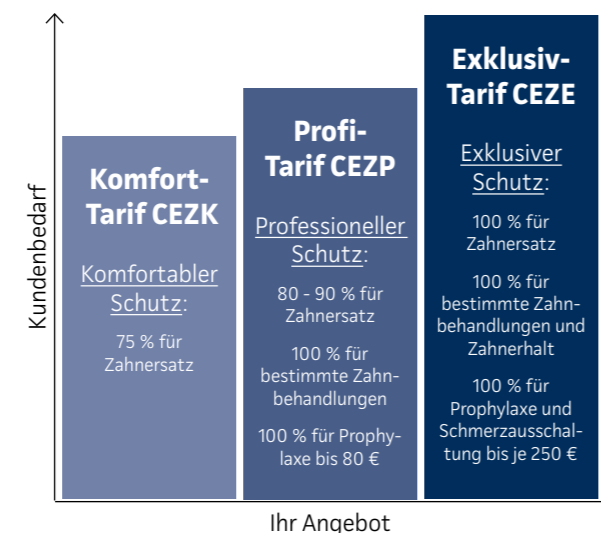 Kundenbedarf
Komfort-
Tarif CEZK
Komfortabler
Schutz:
75 % für
Zahnersatz
Profi-
Tarif CEZP
Professioneller
Schutz:
80 - 90 % für
Zahnersatz
100 % für
bestimmte Zahn-
behandlungen
100 % für Prophy-
laxe bis 80 €
Exklusiv-
Tarif CEZE
Exklusiver
Schutz:
100 % für
Zahnersatz
100 % für
bestimmte Zahn-
behandlungen und
Zahnerhalt
100 % für
Prophylaxe und
Schmerzausschal-
tung bis je 250 €
Ihr Angebot